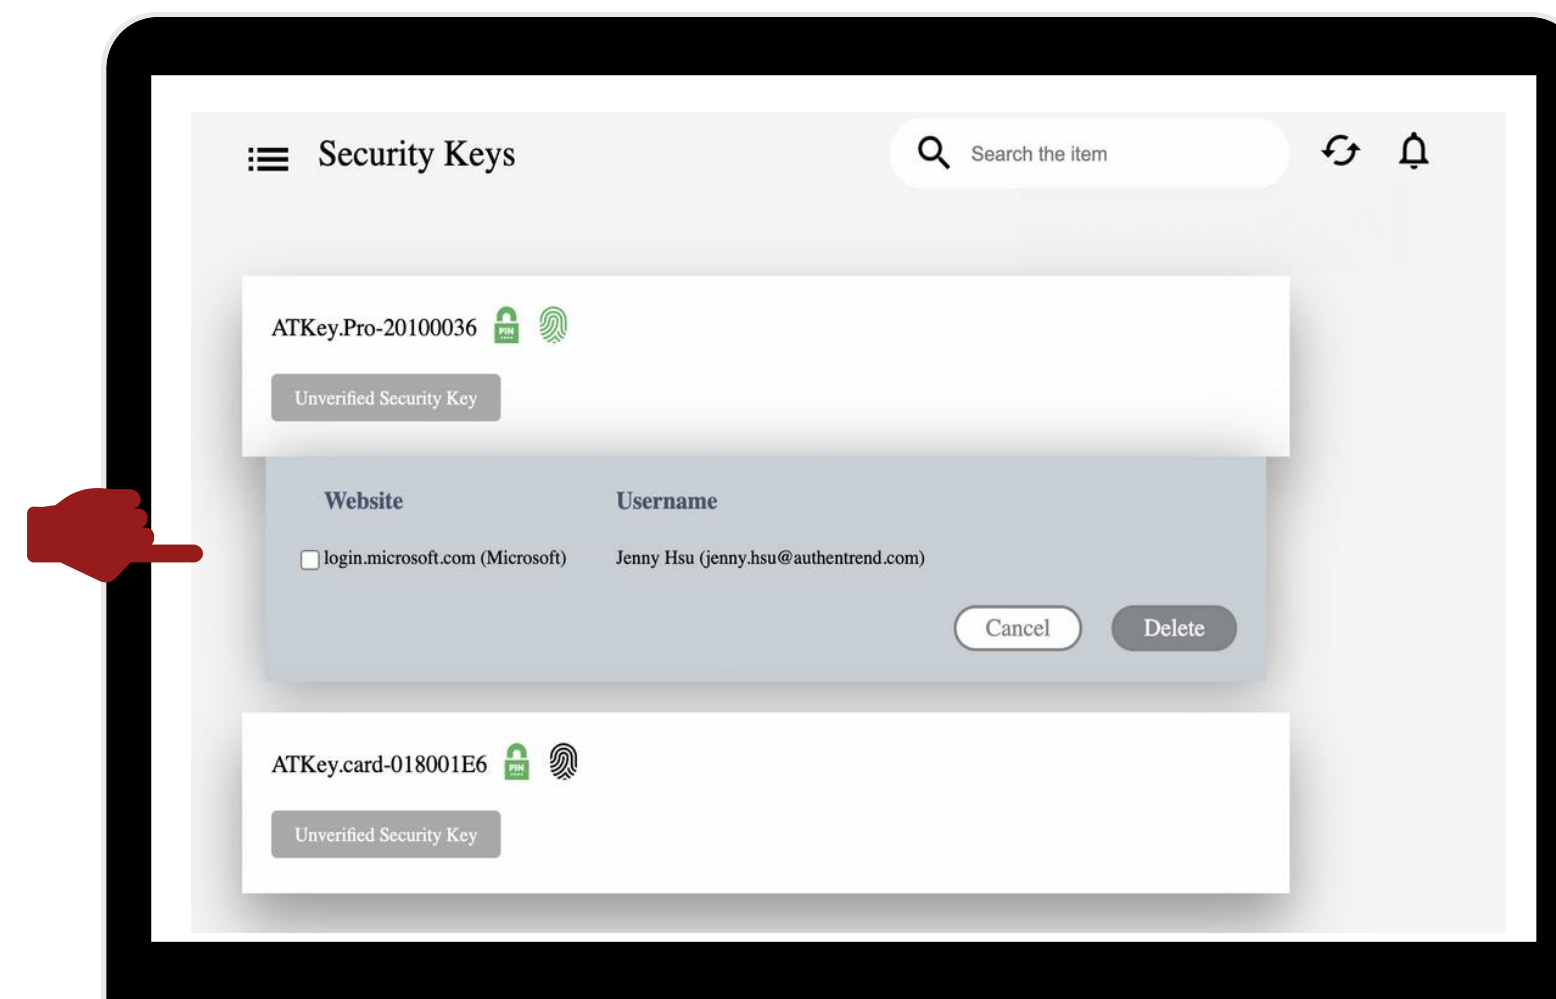 Security Keys
Search the item
ATKey.Pro-20100036
PIN
Unverified Security Key
Website Username
login.microsoft.com (Microsoft) Jenny Hsu (jenny.hsu@authentrend.com)
Cancel Delete
ATKey.card-018001E6
PIN
Unverified Security Key